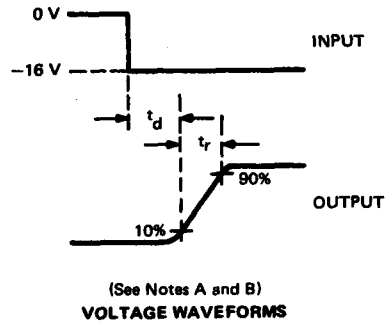 0 V
INPUT
−16 V
td
tr
90%
OUTPUT
10%
(See Notes A and B)
VOLTAGE WAVEFORMS